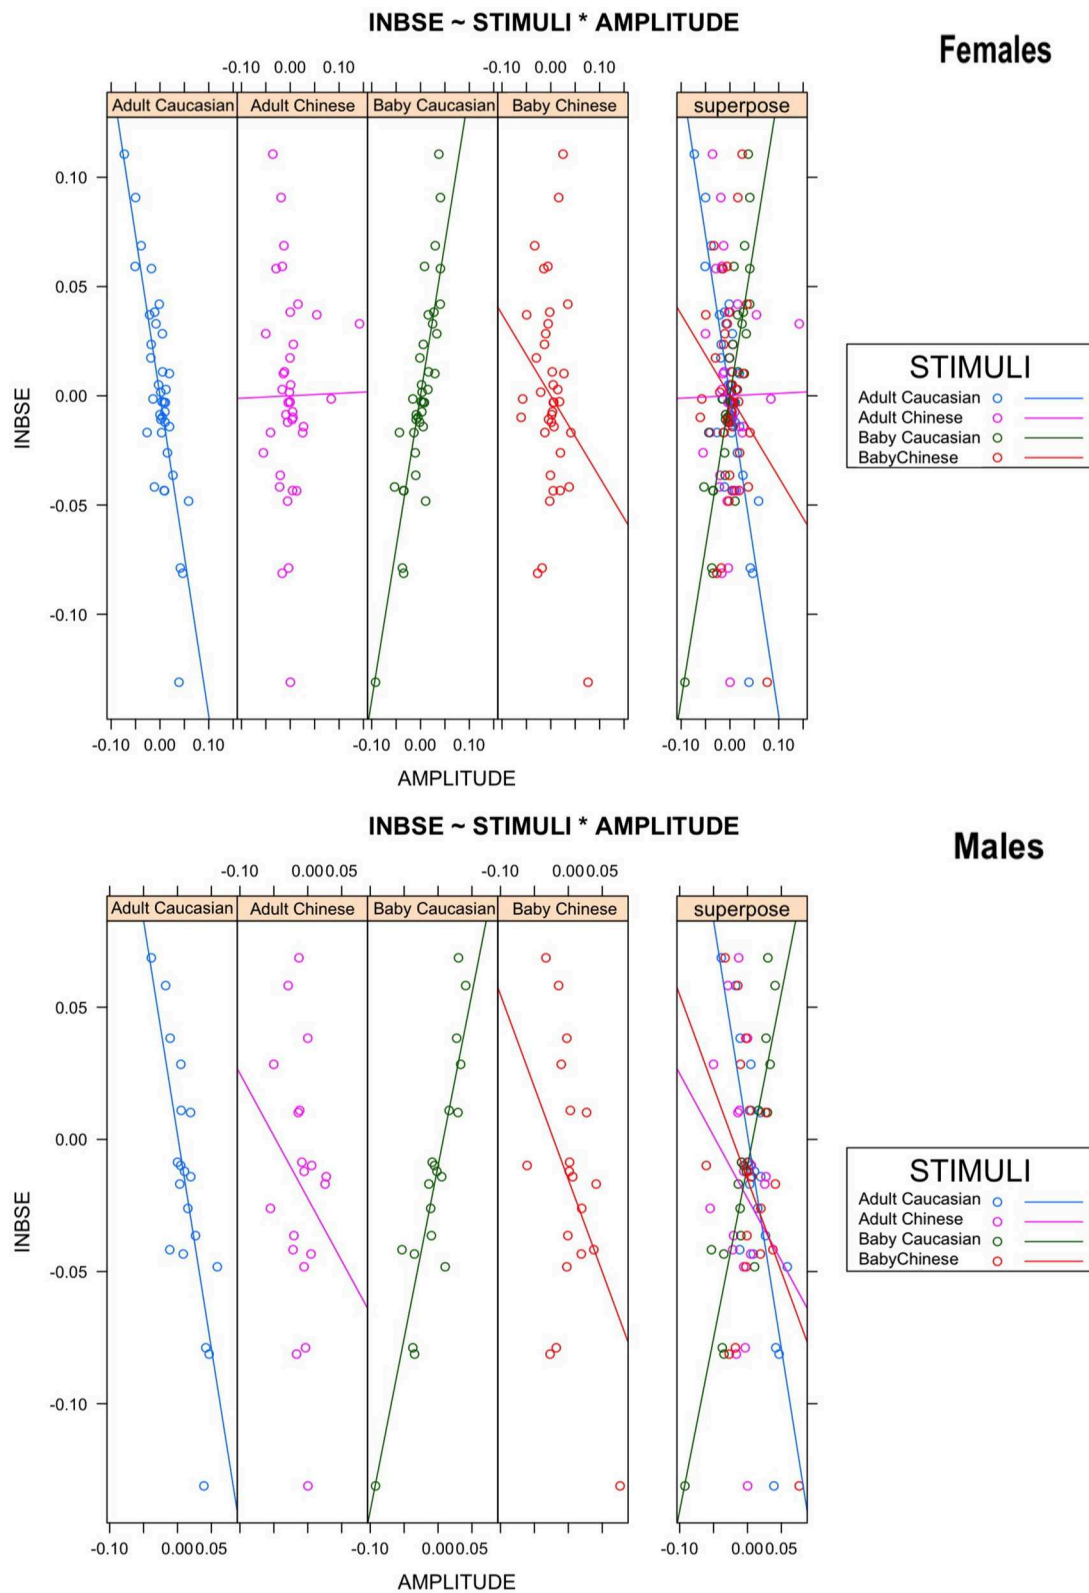 INBSE ~ STIMULI * AMPLITUDE
Females
-0.10 0.00 0.10 -0.10 0.00 0.10
Adult Caucasian Adult Chinese Baby Caucasian Baby Chinese superpose
0.10
0.05
0.00
-0.05
-0.10
INBSE
STIMULI
Adult Caucasian
Adult Chinese
Baby Caucasian
BabyChinese
-0.10 0.00 0.10 -0.10 0.00 0.10 -0.10 0.00 0.10
AMPLITUDE
INBSE ~ STIMULI * AMPLITUDE
Males
-0.10 0.000.05 -0.10 0.000.05
Adult Caucasian Adult Chinese Baby Caucasian Baby Chinese superpose
0.05
0.00
-0.05
-0.10
INBSE
STIMULI
Adult Caucasian
Adult Chinese
Baby Caucasian
BabyChinese
-0.10 0.000.05 -0.10 0.000.05 -0.10 0.000.05
AMPLITUDE